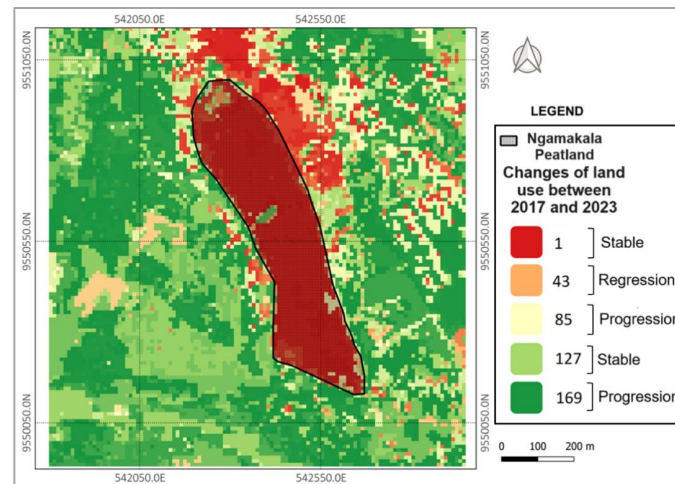 542050.0E 542550.0E
9551050.0N
9551050.0N
9550550.0N
9550550.0N
9550050.0N
9550050.0N
542050.0E 542550.0E
LEGEND
Ngamakala
Peatland
Changes of land
use between
2017 and 2023
1 Stable
43 Regression
85 Progression
127 Stable
169 Progression
0 100 200 m